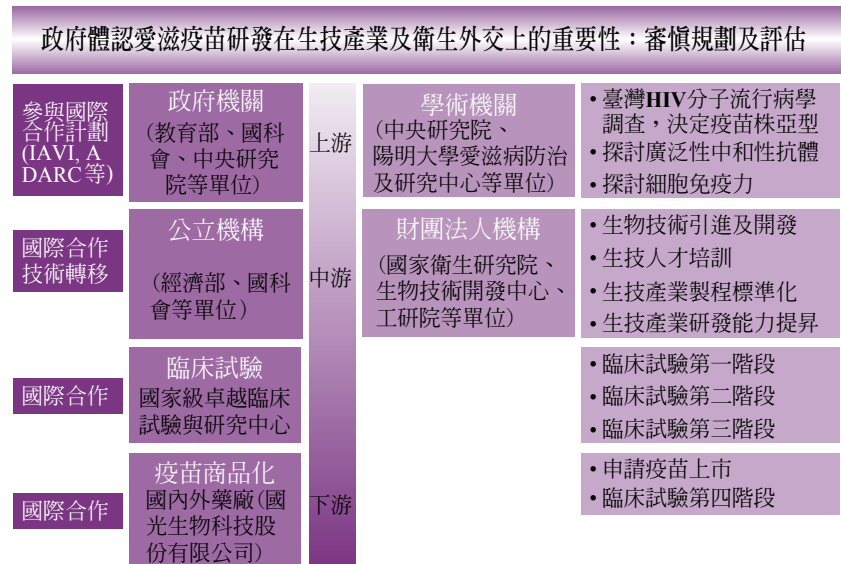 政府體認愛滋疫苗研發在生技產業及衛生外交上的重要性：審慎規劃及評估
參與國際
合作計劃
(IAVI, A
DARC等)
政府機關
(教育部、國科
會、中央研究
院等單位)
上游
學術機關
(中央研究院、
陽明大學愛滋病防治
及研究中心等單位)
•臺灣HIV分子流行病學
調查，決定疫苗株亞型
•探討廣泛性中和性抗體
•探討細胞免疫力
國際合作
技術轉移
公立機構
(經濟部、國科
會等單位)
中游
財團法人機構
(國家衛生研究院、
生物技術開發中心、
工研院等單位)
•生物技術引進及開發
•生技人才培訓
•生技產業製程標準化
•生技產業研發能力提昇
國際合作
臨床試驗
國家級卓越臨床
試驗與研究中心
•臨床試驗第一階段
•臨床試驗第二階段
•臨床試驗第三階段
國際合作
疫苗商品化
國內外藥廠(國
光生物科技股
份有限公司)
下游
•申請疫苗上市
•臨床試驗第四階段